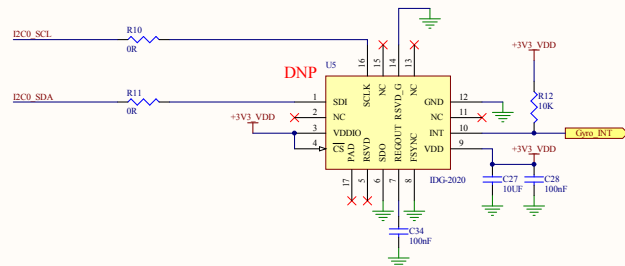 I2C0_SCL
R10
0R
DNP
U5
16
15
14
13
SCLK
NC
RSVD_G
NC
+3V3_VDD
R12
10K
I2C0_SDA
R11
0R
1
SDI
GND
12
2
NC
NC
11
+3V3_VDD
3
VDDIO
INT
10
Gyro_INT
4
CS
VDD
9
PAD
RSVD
SDO
REGOUT
FSYNC
IDG-2020
17
5
6
7
8
+3V3_VDD
C27
10UF
C28
100nF
C34
100nF